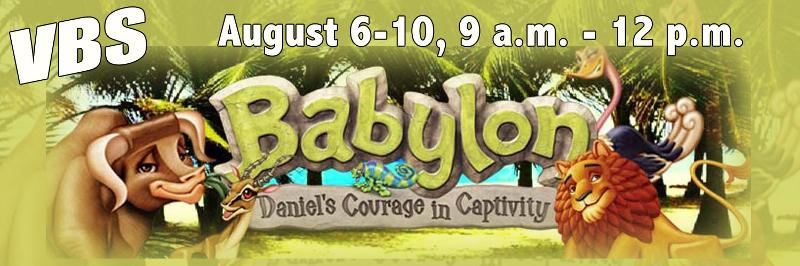 VBS
August 6-10, 9 a.m. - 12 p.m.
Babylon
Daniel's Courage in Captivity